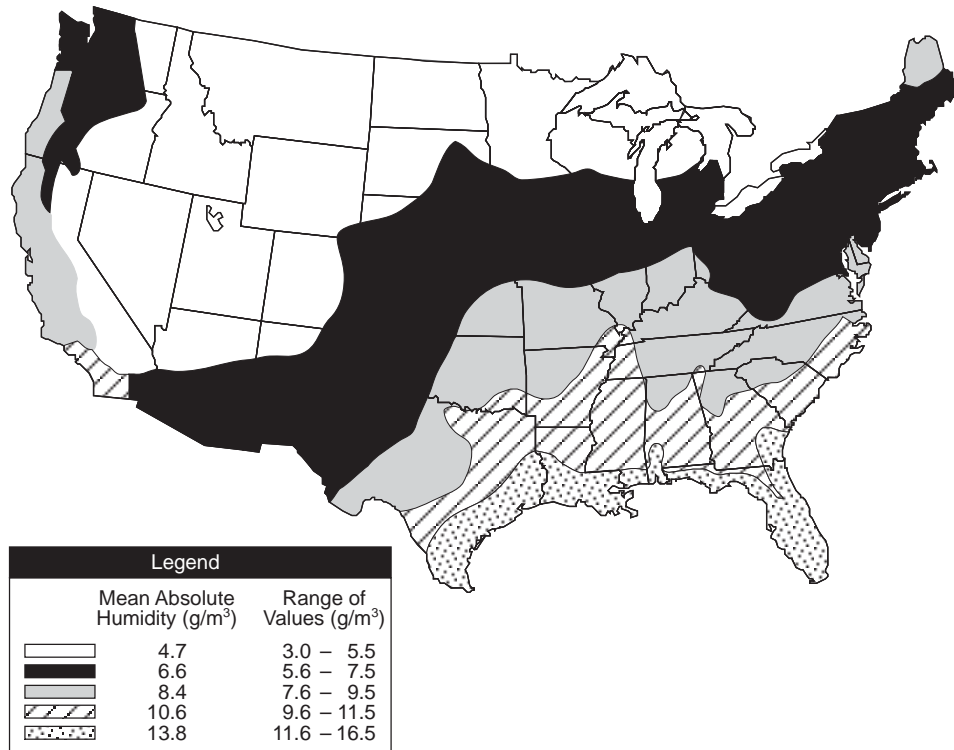 Legend
Mean Absolute Humidity (g/m³) Range of Values (g/m³)
4.7 3.0 – 5.5
6.6 5.6 – 7.5
8.4 7.6 – 9.5
10.6 9.6 – 11.5
13.8 11.6 – 16.5